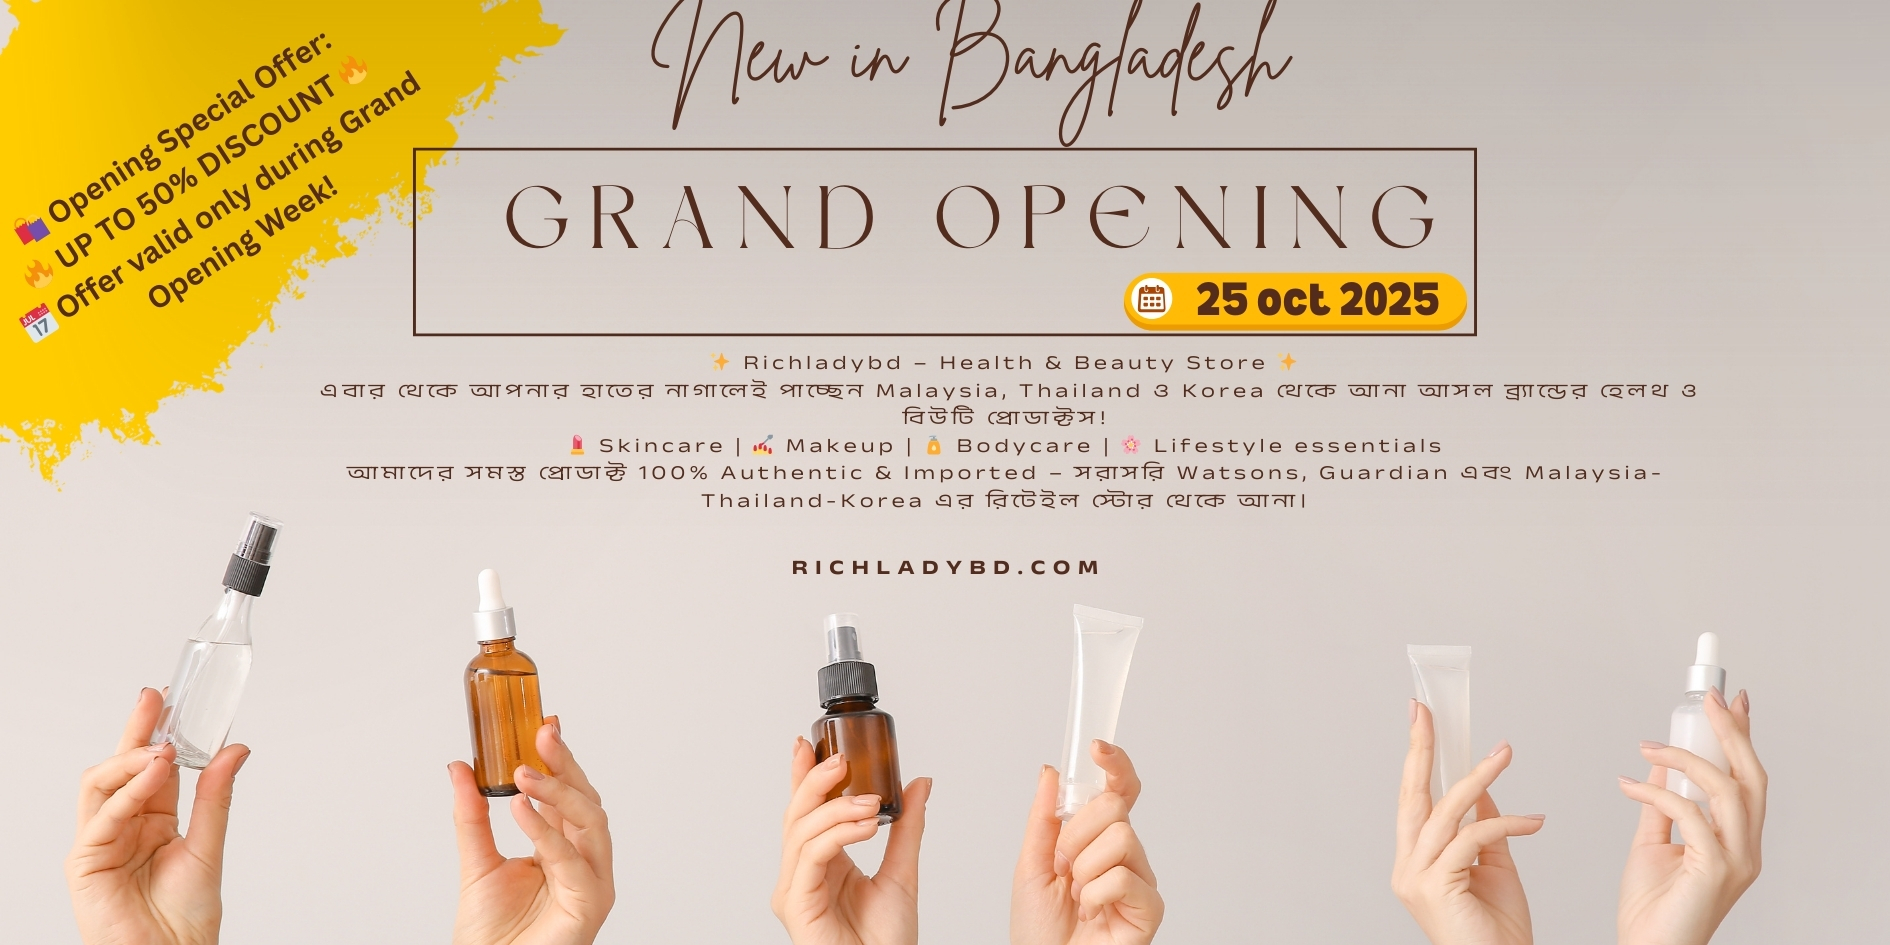 🛍️ Opening Special Offer:
🔥 UP TO 50% DISCOUNT 🔥
📅 Offer valid only during Grand
Opening Week!
New in Bangladesh
GRAND OPENING
25 oct 2025
✨ Richladybd – Health & Beauty Store ✨
এবার থেকে আপনার হাতের নাগালেই পাচ্ছেন Malaysia, Thailand ও Korea থেকে আনা আসল ব্র্যান্ডের হেলথ ও
বিউটি প্রোডাক্টস!
💄 Skincare | 💅 Makeup | 🧴 Bodycare | 🌸 Lifestyle essentials
আমাদের সমস্ত প্রোডাক্ট 100% Authentic & Imported – সরাসরি Watsons, Guardian এবং Malaysia-
Thailand-Korea এর রিটেইল স্টোর থেকে আনা।
RICHLADYBD.COM